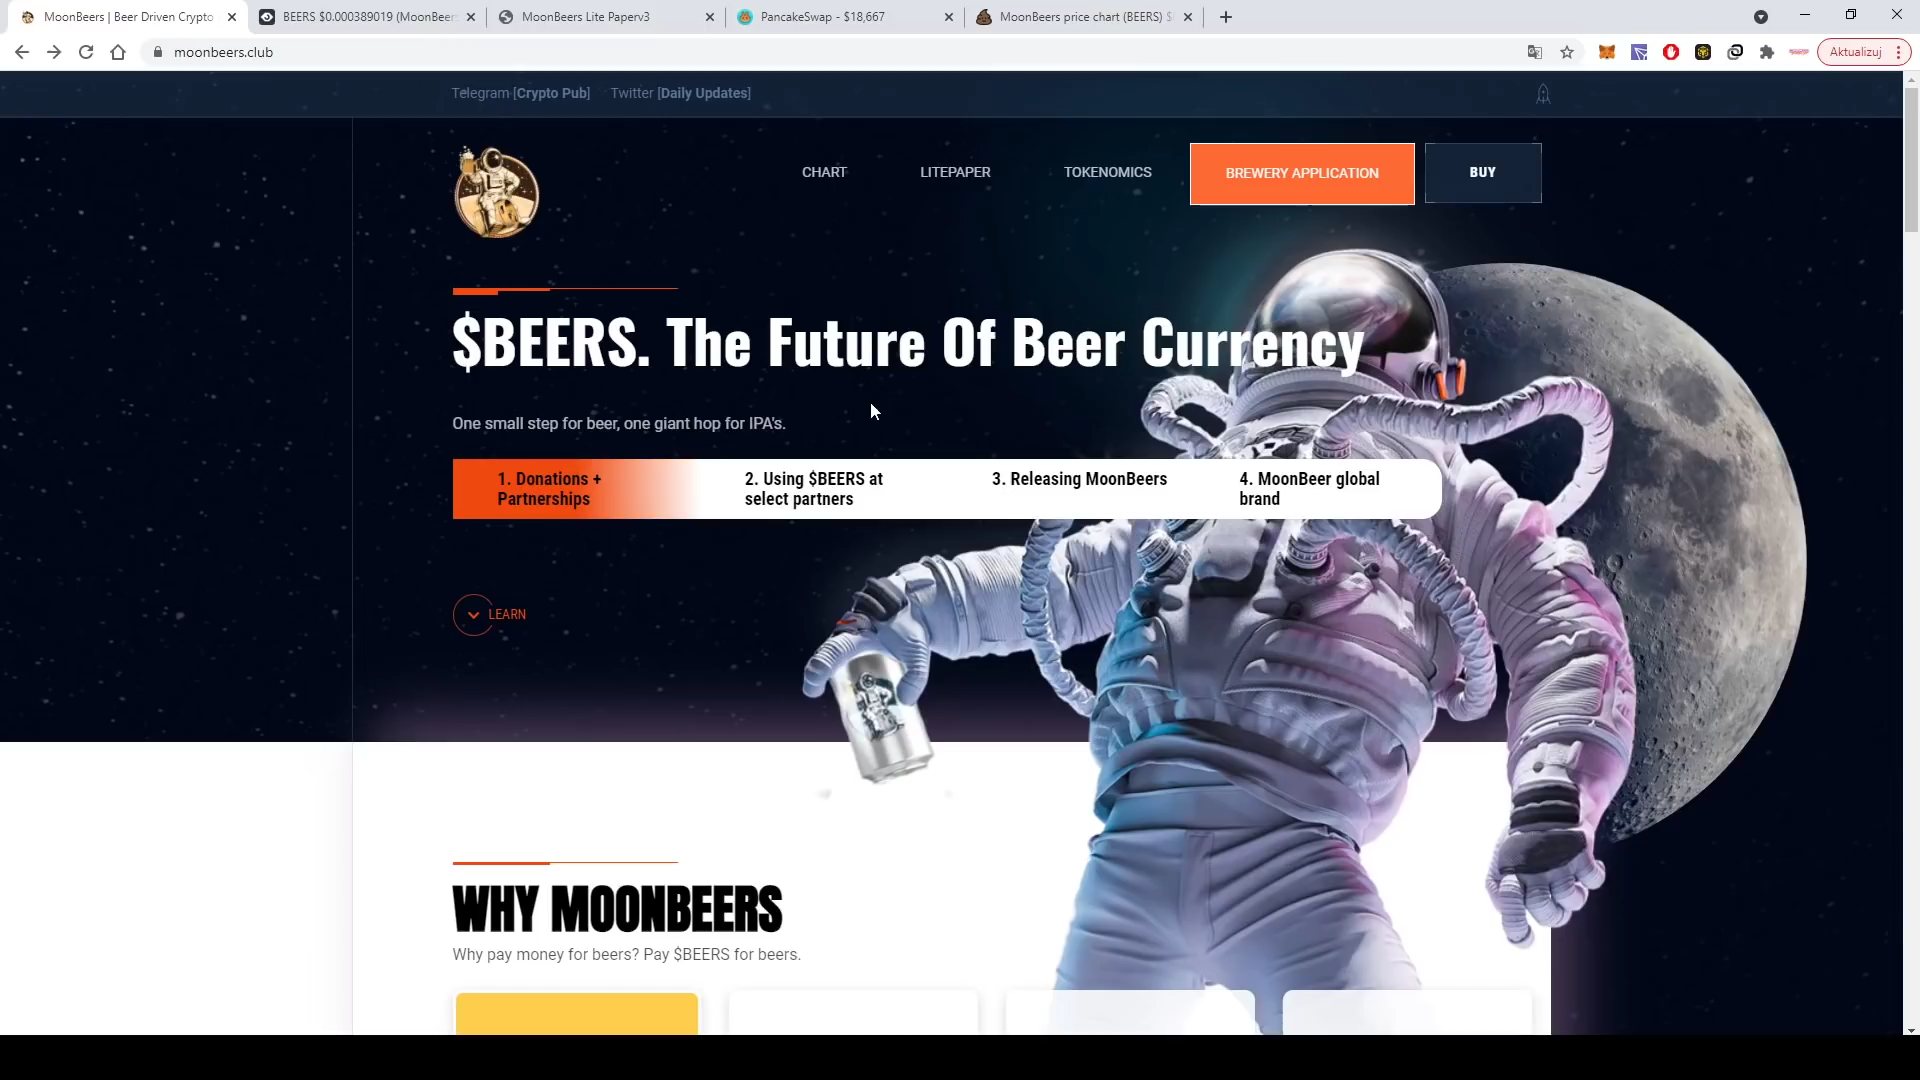 MoonBeers | Beer Driven Crypto
BEERS $0.000389019 (MoonBeers
MoonBeers Lite Paperv3
PancakeSwap - $18,667
MoonBeers price chart (BEERS)
moonbeers.club
Aktualizuj
Telegram [Crypto Pub]
Twitter [Daily Updates]
CHART
LITEPAPER
TOKENOMICS
BREWERY APPLICATION
BUY
$BEERS. The Future Of Beer Currency
One small step for beer, one giant hop for IPA's.
1. Donations +
Partnerships
2. Using $BEERS at
select partners
3. Releasing MoonBeers
4. MoonBeer global
brand
LEARN
WHY MOONBEERS
Why pay money for beers? Pay $BEERS for beers.